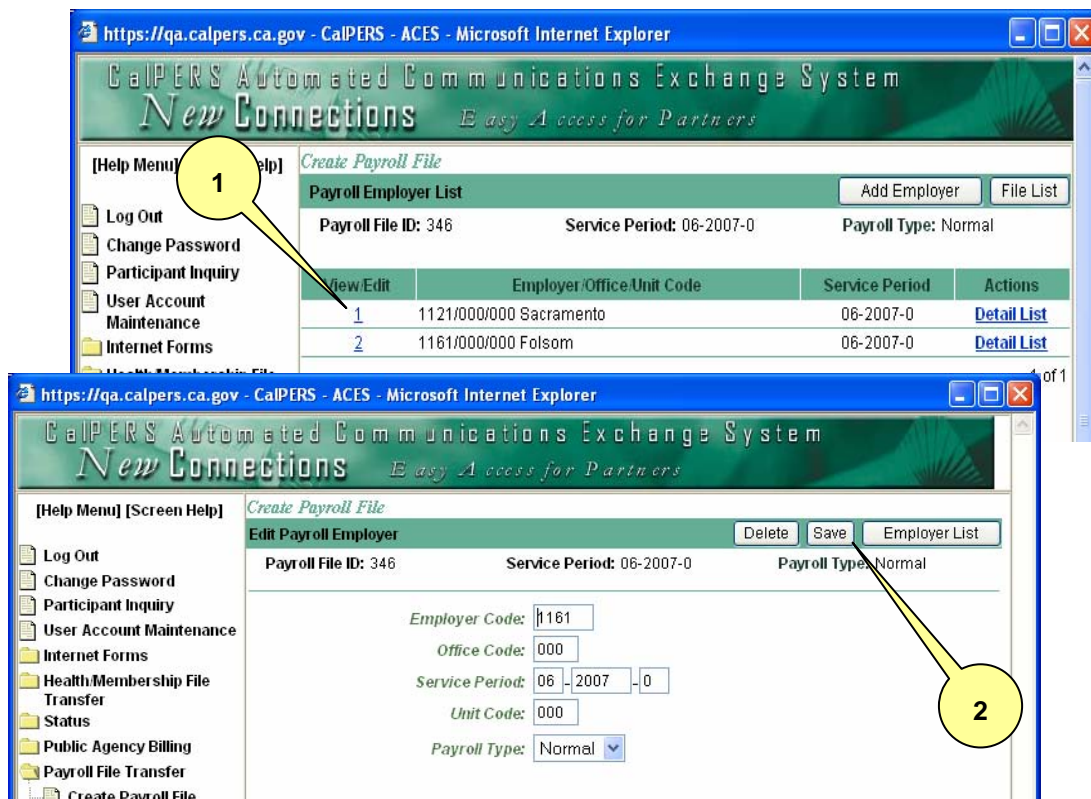 https://qa.calpers.ca.gov - CalPERS - ACES - Microsoft Internet Explorer
CalPERS Automated Communications Exchange System
New Connections Easy Access for Partners
[Help Menu] elp]
Create Payroll File
1
Payroll Employer List Add Employer File List
Log Out
Payroll File ID: 346 Service Period: 06-2007-0 Payroll Type: Normal
Change Password
Participant Inquiry
View/Edit Employer/Office/Unit Code Service Period Actions
User Account
Maintenance
1 1121/000/000 Sacramento 06-2007-0 Detail List
Internet Forms
2 1161/000/000 Folsom 06-2007-0 Detail List
Health/Membership File
1 of 1
https://qa.calpers.ca.gov - CalPERS - ACES - Microsoft Internet Explorer
CalPERS Automated Communications Exchange System
New Connections Easy Access for Partners
[Help Menu] [Screen Help]
Create Payroll File
Edit Payroll Employer Delete Save Employer List
Log Out
Payroll File ID: 346 Service Period: 06-2007-0 Payroll Type: Normal
Change Password
Participant Inquiry
User Account Maintenance
Internet Forms
Health/Membership File
Transfer
Status
Public Agency Billing
Payroll File Transfer
Create Payroll File
Employer Code: 1161
Office Code: 000
Service Period: 06 - 2007 - 0
Unit Code: 000
Payroll Type: Normal
2